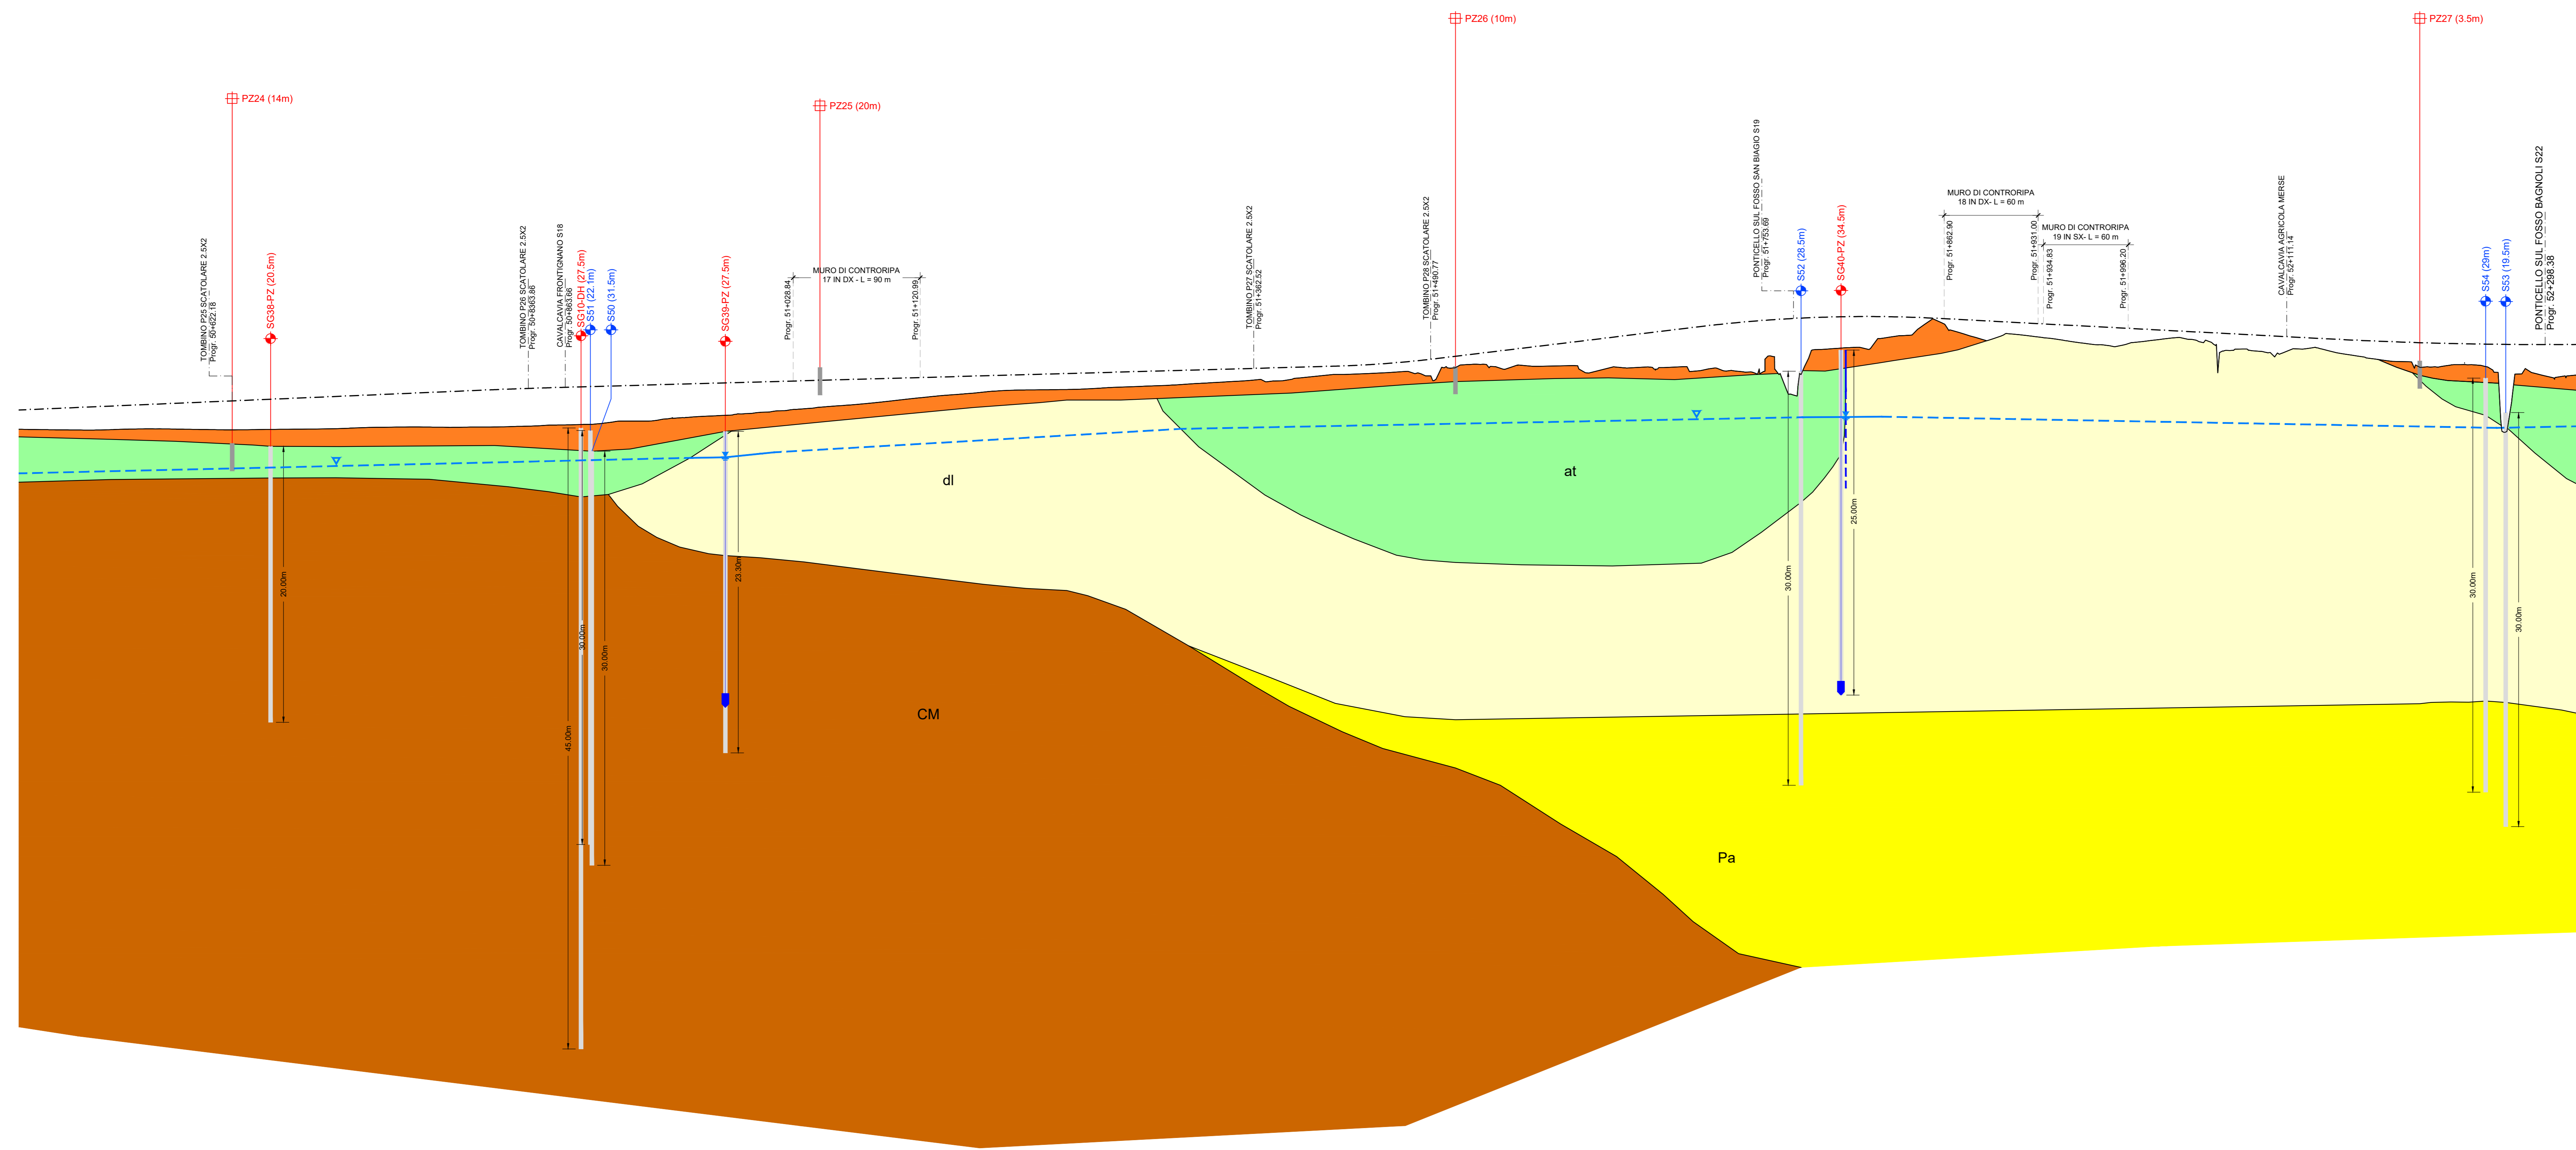 PZ26 (10m)
PZ27 (3.5m)
PZ24 (14m)
PZ25 (20m)
TOMBINO P25 SCATOLARE 2.5X2
Progr. 50+622.18
SG38-PZ (20.5m)
TOMBINO P26 SCATOLARE 2.5X2
Progr. 50+863.86
CAVALCAVIA FRONTIGNANO S18
Progr. 50+863.66
SG10-DH (27.5m)
S51 (22.1m)
S50 (31.5m)
SG39-PZ (27.5m)
Progr. 51+028.84
MURO DI CONTRORIPA
17 IN DX - L = 90 m
Progr. 51+120.99
TOMBINO P27 SCATOLARE 2.5X2
Progr. 51+362.52
TOMBINO P28 SCATOLARE 2.5X2
Progr. 51+490.77
PONTICELLO SUL FOSSO SAN BIAGIO S19
Progr. 51+753.69
S52 (28.5m)
SG40-PZ (34.5m)
MURO DI CONTRORIPA
18 IN DX- L = 60 m
Progr. 51+862.90
Progr. 51+931.00
MURO DI CONTRORIPA
19 IN SX- L = 60 m
Progr. 51+934.83
Progr. 51+996.20
CAVALCAVIA AGRICOLA MERSE
Progr. 52+111.14
S54 (29m)
S53 (19.5m)
PONTICELLO SUL FOSSO BAGNOLI S22
Progr. 52+298.38
dl
at
CM
Pa
20.00m
45.00m
30.00m
30.00m
23.30m
30.00m
25.00m
30.00m
30.00m